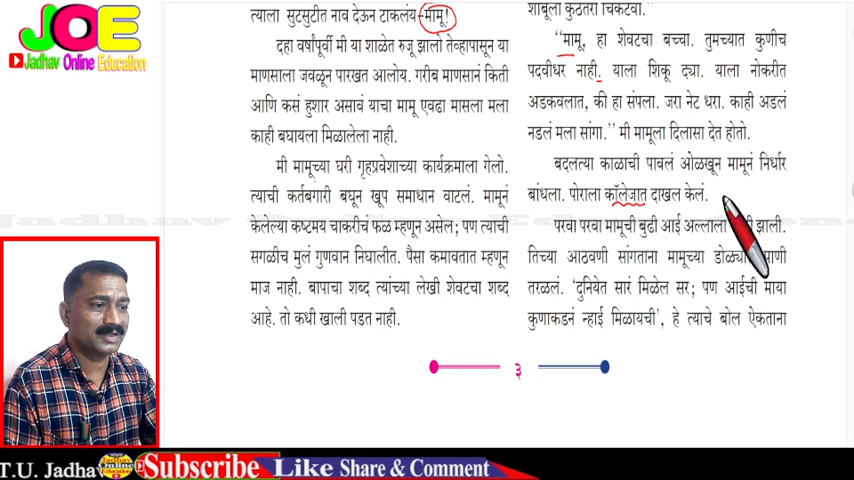 JOE
Jadhav Online Education
त्याला सुटसुटीत नाव देऊन टाकलंय-मामू!
दहा वर्षांपूर्वी मी या शाळेत रुजू झालो तेव्हापासून या
माणसाला जवळून पारखत आलोय. गरीब माणसानं किती
आणि कसं हुशार असावं याचा मामू एवढा मासला मला
काही बघायला मिळालेला नाही.
मी मामूच्या घरी गृहप्रवेशाच्या कार्यक्रमाला गेलो.
त्याची कर्तबगारी बघून खूप समाधान वाटलं. मामूनं
केलेल्या कष्टमय चाकरीचं फळ म्हणून असेल; पण त्याची
सगळीच मुलं गुणवान निघालीत. पैसा कमावतात म्हणून
माज नाही. बापाचा शब्द त्यांच्या लेखी शेवटचा शब्द
आहे. तो कधी खाली पडत नाही.
शाबूला कुठतरी चिकटवा.''
''मामू, हा शेवटचा बच्चा. तुमच्यात कुणीच
पदवीधर नाही. याला शिकू द्या. याला नोकरीत
अडकवलात, की हा संपला. जरा नेट धरा. काही अडलं
नडलं मला सांगा.'' मी मामूला दिलासा देत होतो.
बदलत्या काळाची पावलं ओळखून मामूनं निर्धार
बांधला. पोराला कॉलेजात दाखल केलं.
परवा परवा मामूची बुढी आई अल्लाला झाली.
तिच्या आठवणी सांगताना मामूच्या
तरळलं. 'दुनियेत सारं मिळेल सर; पण आईची माया
कुणाकडनं न्हाई मिळायची', हे त्याचे बोल ऐकताना
३
T.U. Jadha
Subscribe
Like Share & Comment